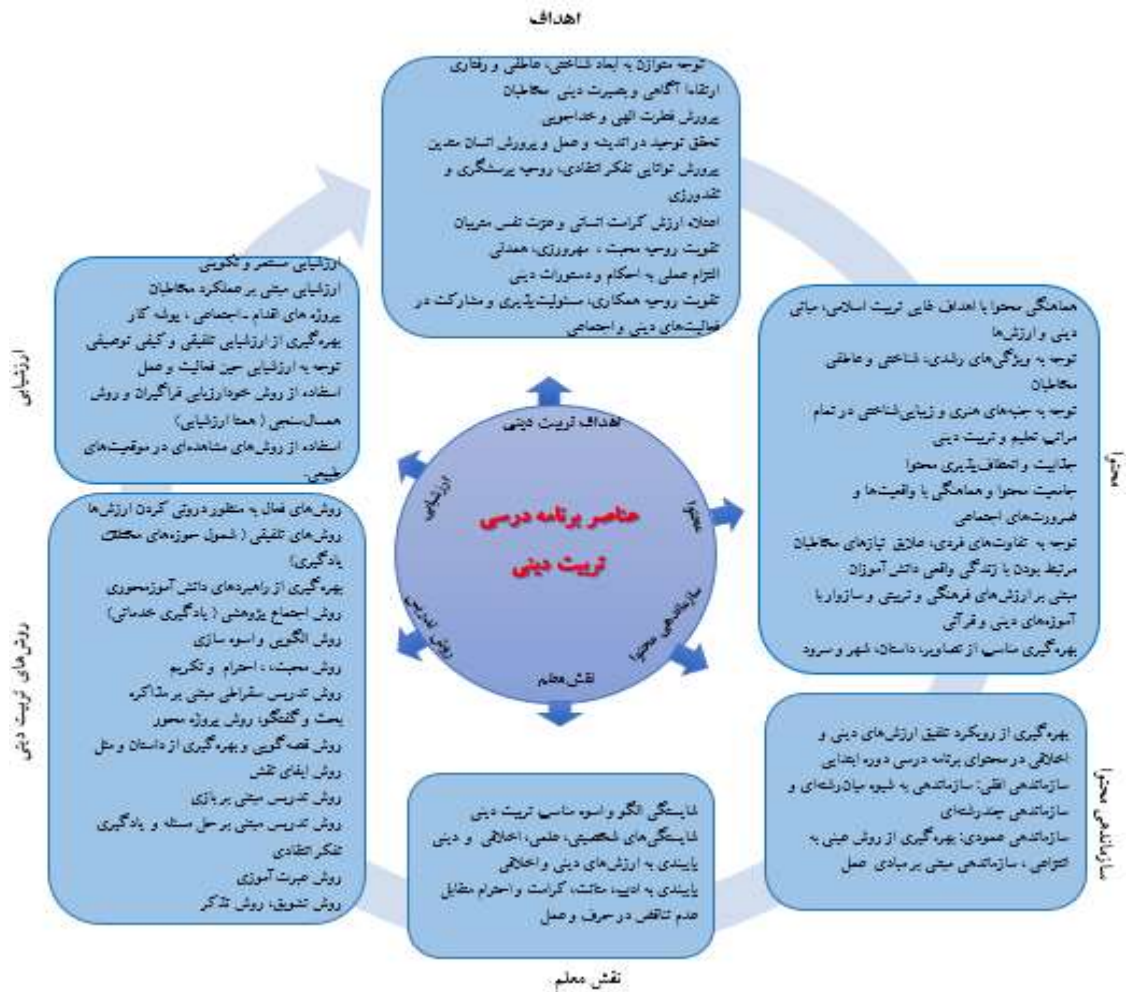 اهداف
توجه متوازن به ابعاد شناختی، عاطفی و رفتاری
ارتقاء آگاهی و بصیرت دینی مخاطبان
پرورش فطرت الهی و خداجویی
تحقق توحید در اندیشه و عمل و پرورش انسان متدین
پرورش توانایی تفکر انتقادی، روحیه پرسشگری و
نقدورزی
اعتلاء ارزش کرامت انسانی و عزت نفس متربیان
تقویت روحیه محبت ، مهرورزی، همدلی
التزام عملی به احکام و دستورات دینی
تقویت روحیه همکاری، مسئولیت‌پذیری و مشارکت در
فعالیت‌های دینی و اجتماعی
هماهنگی محتوا با اهداف غایی تربیت اسلامی، مبانی
دینی و ارزش‌ها
توجه به ویژگی‌های رشدی، شناختی و عاطفی
مخاطبان
توجه به جنبه‌های هنری و زیبایی‌شناختی در تمام
مراتب تعلیم و تربیت دینی
جذابیت و انعطاف‌پذیری محتوا
جامعیت محتوا و هماهنگی با واقعیت‌ها و
ضرورت‌های اجتماعی
توجه به تفاوت‌های فردی، علایق نیازهای مخاطبان
مرتبط بودن با زندگی واقعی دانش آموزان
مبتنی بر ارزش‌های فرهنگی و تربیتی و سازوار با
آموزه‌های دینی و قرآنی
بهره‌گیری مناسب از تصاویر، داستان، شهر و سرود
محتوا
بهره‌گیری از رویکرد تلفیق ارزش‌های دینی و
اخلاقی در محتوای برنامه درسی دوره ابتدایی
سازماندهی افقی: سازماندهی به شیوه میان‌رشته‌ای و
سازماندهی چندرشته‌ای
سازماندهی عمودی: بهره‌گیری از روش عینی به
انتزاعی ، سازماندهی مبتنی بر مبادی عمل
سازماندهی محتوا
شایستگی الگو و اسوه مناسب تربیت دینی
شایستگی‌های شخصیتی، علمی، اخلاقی و دینی
پایبندی به ارزش‌های دینی و اخلاقی
پایبندی به ادب، متانت، کرامت و احترام متقابل
عدم تناقض در حرف و عمل
نقش معلم
روش‌های فعال به منظور درونی کردن ارزش‌ها
روش‌های تلفیقی ( شمول حوزه‌های مختلف
یادگیری)
بهره‌گیری از راهبردهای دانش آموزمحوری
روش اجتماع پژوهشی ( یادگیری خدماتی)
روش الگویی و اسوه سازی
روش محبت، احترام و تکریم
روش تدریس سقراطی مبتنی بر مذاکره
بحث و گفتگو، روش پروژه محور
روش قصه‌گویی و بهره‌گیری از داستان و مثل
روش ایفای نقش
روش تدریس مبتنی بر بازی
روش تدریس مبتنی بر حل مسئله و یادگیری
تفکر انتقادی
روش عبرت آموزی
روش تشویق، روش تذکر
روش‌های تربیت دینی
ارزشیابی مستمر و تکوینی
ارزشیابی مبتنی بر عملکرد مخاطبان
پروژه های اقدام ـ اجتماعی ، پوشه کار
بهره‌گیری از ارزشیابی تلفیقی و کیفی توصیفی
توجه به ارزشیابی حین فعالیت و عمل
استفاده از روش خودارزیابی فراگیران و روش
همسال‌سنجی ( همتا ارزشیابی)
استفاده از روش‌های مشاهده‌ای در موقعیت‌های
طبیعی.
ارزشیابی
اهداف تربیت دینی
محتوا
سازماندهی محتوا
نقش‌معلم
روش تدریس
ارزشیابی
عناصر برنامه درسی
تربیت دینی